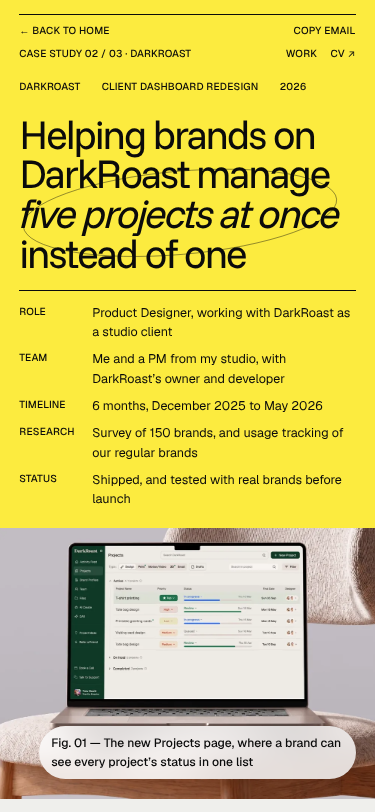 ← BACK TO HOME COPY EMAIL
CASE STUDY 02 / 03 · DARKROAST WORK CV ↗
DARKROAST CLIENT DASHBOARD REDESIGN 2026
Helping brands on
DarkRoast manage
five projects at once
instead of one
ROLE Product Designer, working with DarkRoast as
a studio client
TEAM Me and a PM from my studio, with
DarkRoast's owner and developer
TIMELINE 6 months, December 2025 to May 2026
RESEARCH Survey of 150 brands, and usage tracking of
our regular brands
STATUS Shipped, and tested with real brands before
launch
DarkRoast
Projects
New Project
Fig. 01 — The new Projects page, where a brand can
see every project's status in one list